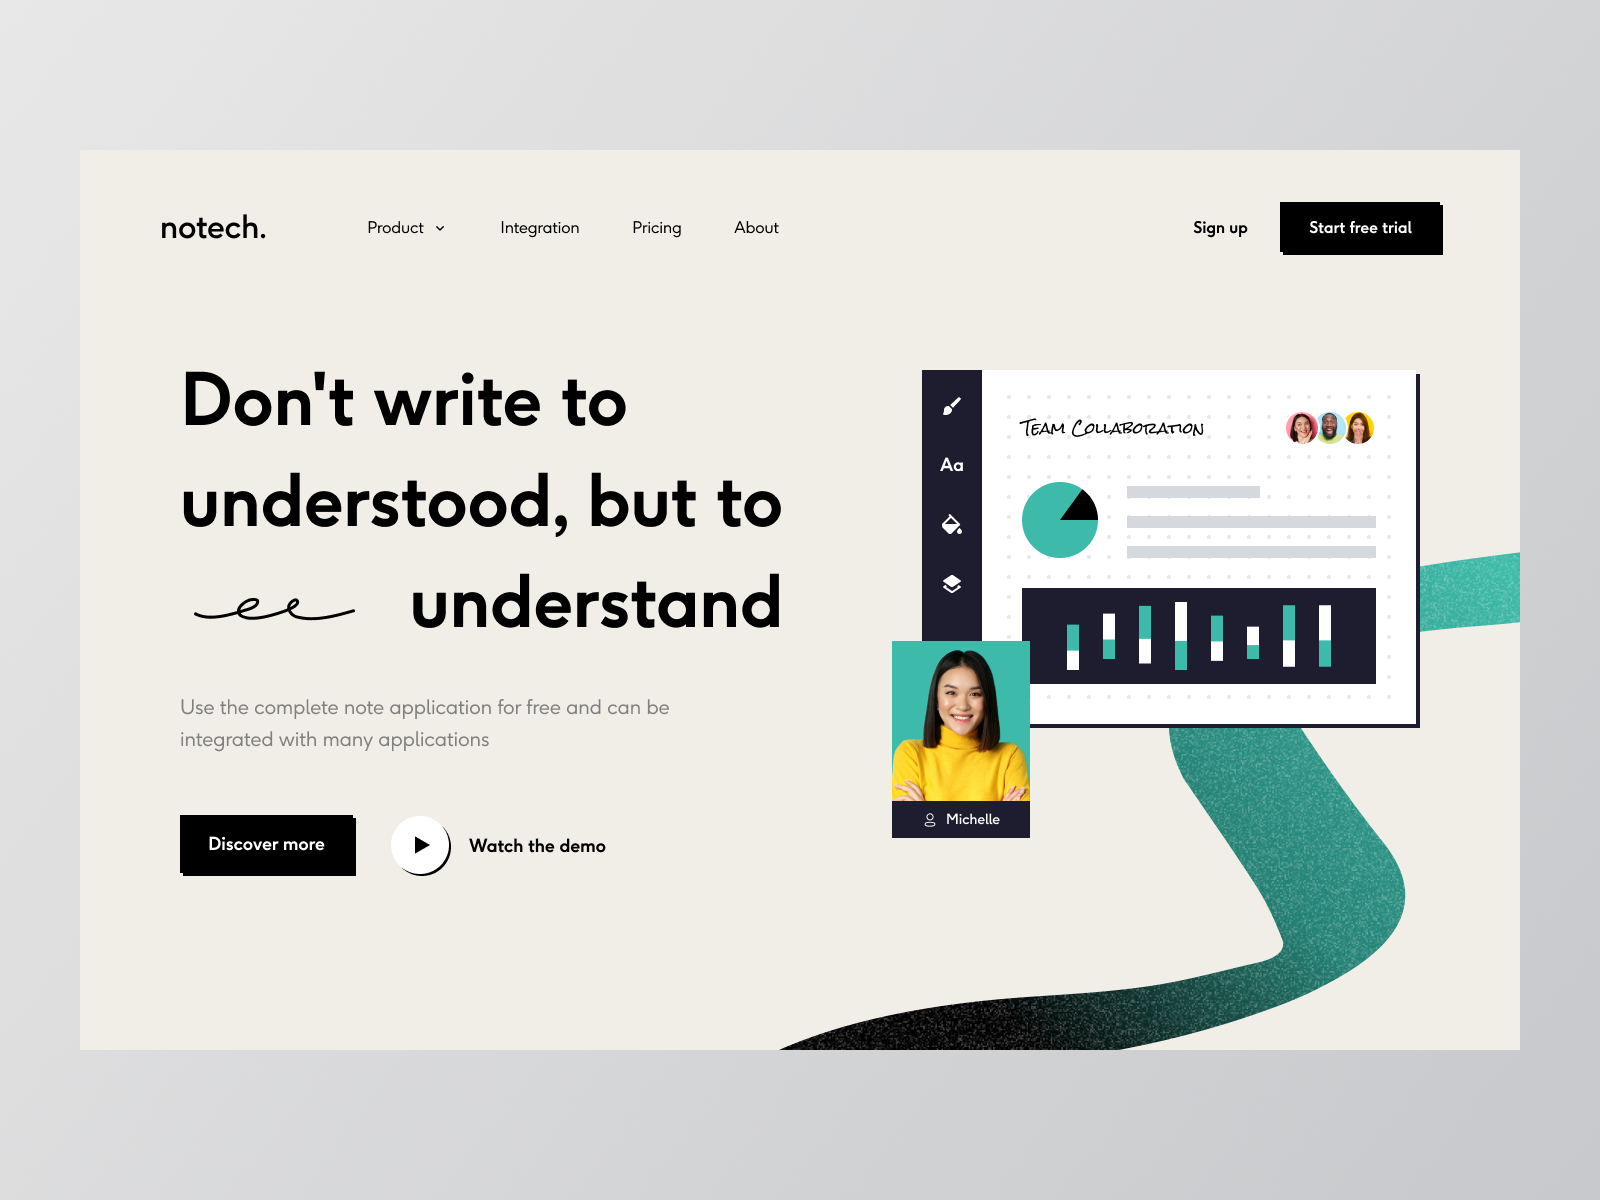 notech.
Product
Integration
Pricing
About
Sign up
Start free trial
Don't write to
understood, but to
understand
Use the complete note application for free and can be
integrated with many applications
Discover more
Watch the demo
Team Collaboration
Aa
Michelle